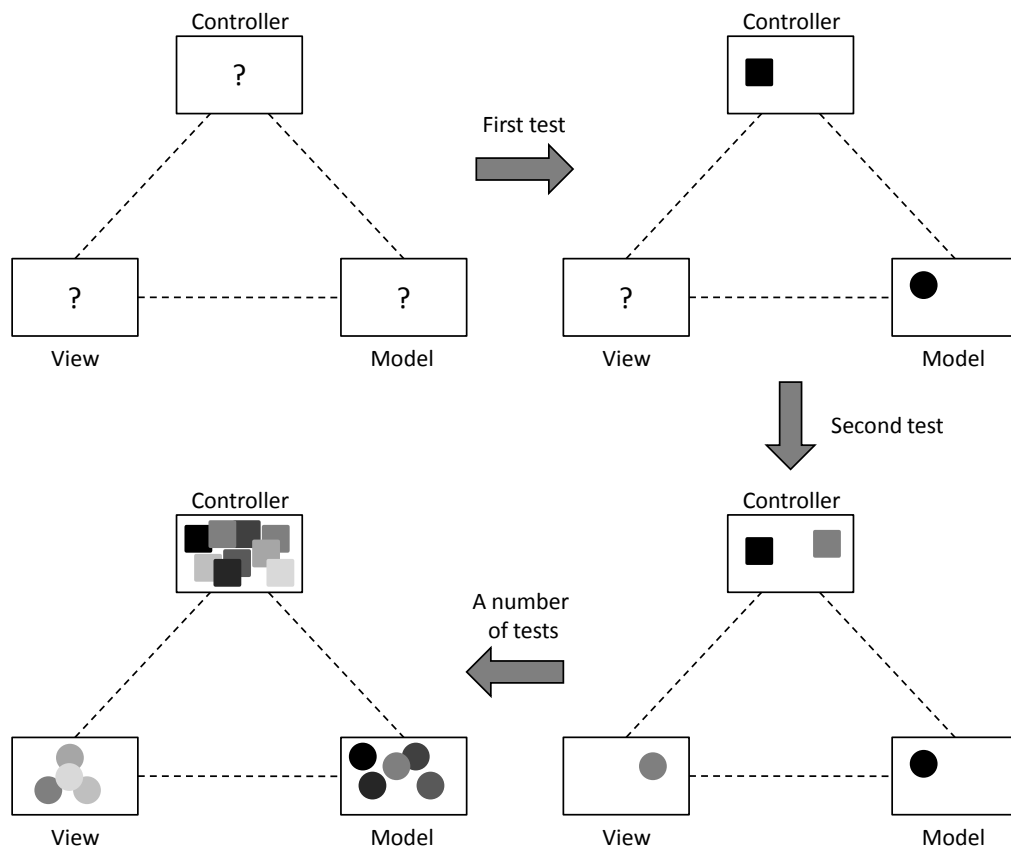 Controller
?
?
?
View
Model
First test
Controller
?
View
Model
Second test
Controller
View
Model
A number
of tests
Controller
View
Model